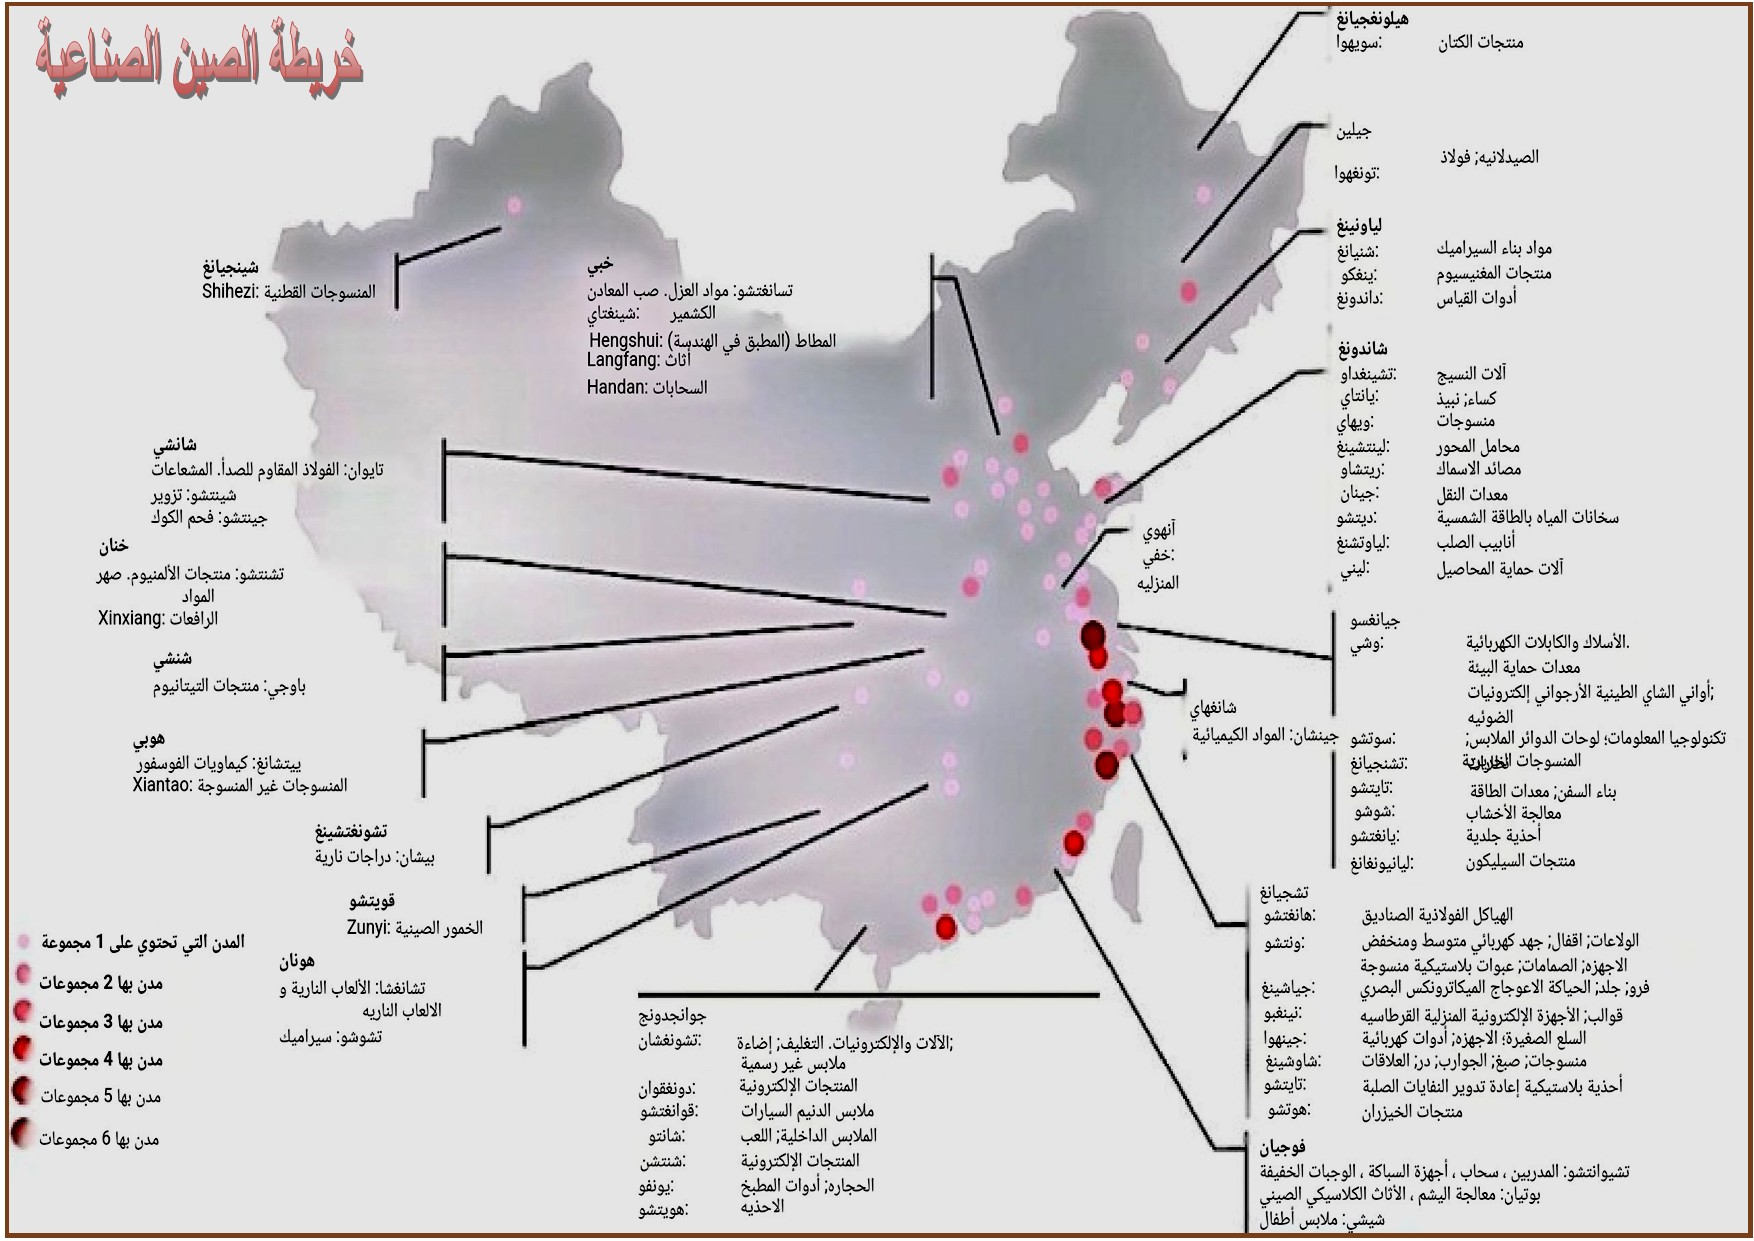 خريطة الصين الصناعية
هيلونغجيانغ
سويهوا: منتجات الكتان
جيلين
الصيدلانيه; فولاذ
تونغهوا:
لياونينغ
شنيانغ: مواد بناء السيراميك
ينغكو: منتجات المغنيسيوم
داندونغ: أدوات القياس
شاندونغ
تشينغداو: آلات النسيج
يانتاي: كساء; نبيذ
ويهاي: منسوجات
لينتشينغ: محامل المحور
ريتشاو: مصائد الاسماك
جينان: معدات النقل
ديتشو: سخانات المياه بالطاقة الشمسية
لياوتشنغ: أنابيب الصلب
ليني: آلات حماية المحاصيل
آنهوي
خفي:
المنزليه
جيانغسو
وشي: الأسلاك والكابلات الكهربائية.
معدات حماية البيئة
أواني الشاي الطينية الأرجواني إلكترونيات;
الضوئيه
سوتشو: تكنولوجيا المعلومات؛ لوحات الدوائر الملابس;
تشنجيانغ: المنسوجات
تايتشو: بناء السفن; معدات الطاقة
شوشو: معالجة الأخشاب
يانغتشو: أحذية جلدية
ليانيونغانغ: منتجات السيليكون
شانغهاي
جينشان: المواد الكيميائية
تشجيانغ
هانغتشو: الهياكل الفولاذية الصناديق
ونتشو: الولاعات; اقفال; جهد كهربائي متوسط ومنخفض
الاجهزه; الصمامات; عبوات بلاستيكية منسوجة
جياشينغ: فرو; جلد; الحياكة الاعوجاج الميكاترونكس البصري
نينغبو: قوالب; الأجهزة الإلكترونية المنزلية القرطاسيه
جينهوا: السلع الصغيرة؛ الاجهزه; أدوات كهربائية
شاوشينغ: منسوجات; صبغ; الجوارب; در; العلاقات
تايتشو: أحذية بلاستيكية إعادة تدوير النفايات الصلبة
هوتشو: منتجات الخيزران
فوجيان
تشيوانتشو: المدربين ، سحاب ، أجهزة السباكة ، الوجبات الخفيفة
بوتيان: معالجة اليشم ، الأثاث الكلاسيكي الصيني
شيشي: ملابس أطفال
شينجيانغ
Shihezi: المنسوجات القطنية
خبي
تسانغتشو: مواد العزل. صب المعادن
شينغتاي: الكشمير
Hengshui: المطاط (المطبق في الهندسة)
Langfang: أثاث
Handan: السحابات
شانشي
تايوان: الفولاذ المقاوم للصدأ. المشعاعات
شينتشو: تزوير
جينتشو: فحم الكوك
خنان
تشنتشو: منتجات الألمنيوم. صهر
المواد
Xinxiang: الرافعات
شنشي
باوجي: منتجات التيتانيوم
هوبي
ييتشانغ: كيماويات الفوسفور
Xiantao: المنسوجات غير المنسوجة
تشونغتشينغ
بيشان: دراجات نارية
قويتشو
Zunyi: الخمور الصينية
هونان
تشانغشا: الألعاب النارية و
الالعاب الناريه
تشوشو: سيراميك
جوانجدونج
تشونغشان: الآلات والإلكترونيات. التغليف; إضاءة;
ملابس غير رسمية
دونغقوان: المنتجات الإلكترونية
قوانغتشو: ملابس الدنيم السيارات
شانتو: الملابس الداخلية; اللعب
شنتشن: المنتجات الإلكترونية
يونفو: الحجاره; أدوات المطبخ
هويتشو: الاحذيه
المدن التي تحتوي على 1 مجموعة
مدن بها 2 مجموعات
مدن بها 3 مجموعات
مدن بها 4 مجموعات
مدن بها 5 مجموعات
مدن بها 6 مجموعات